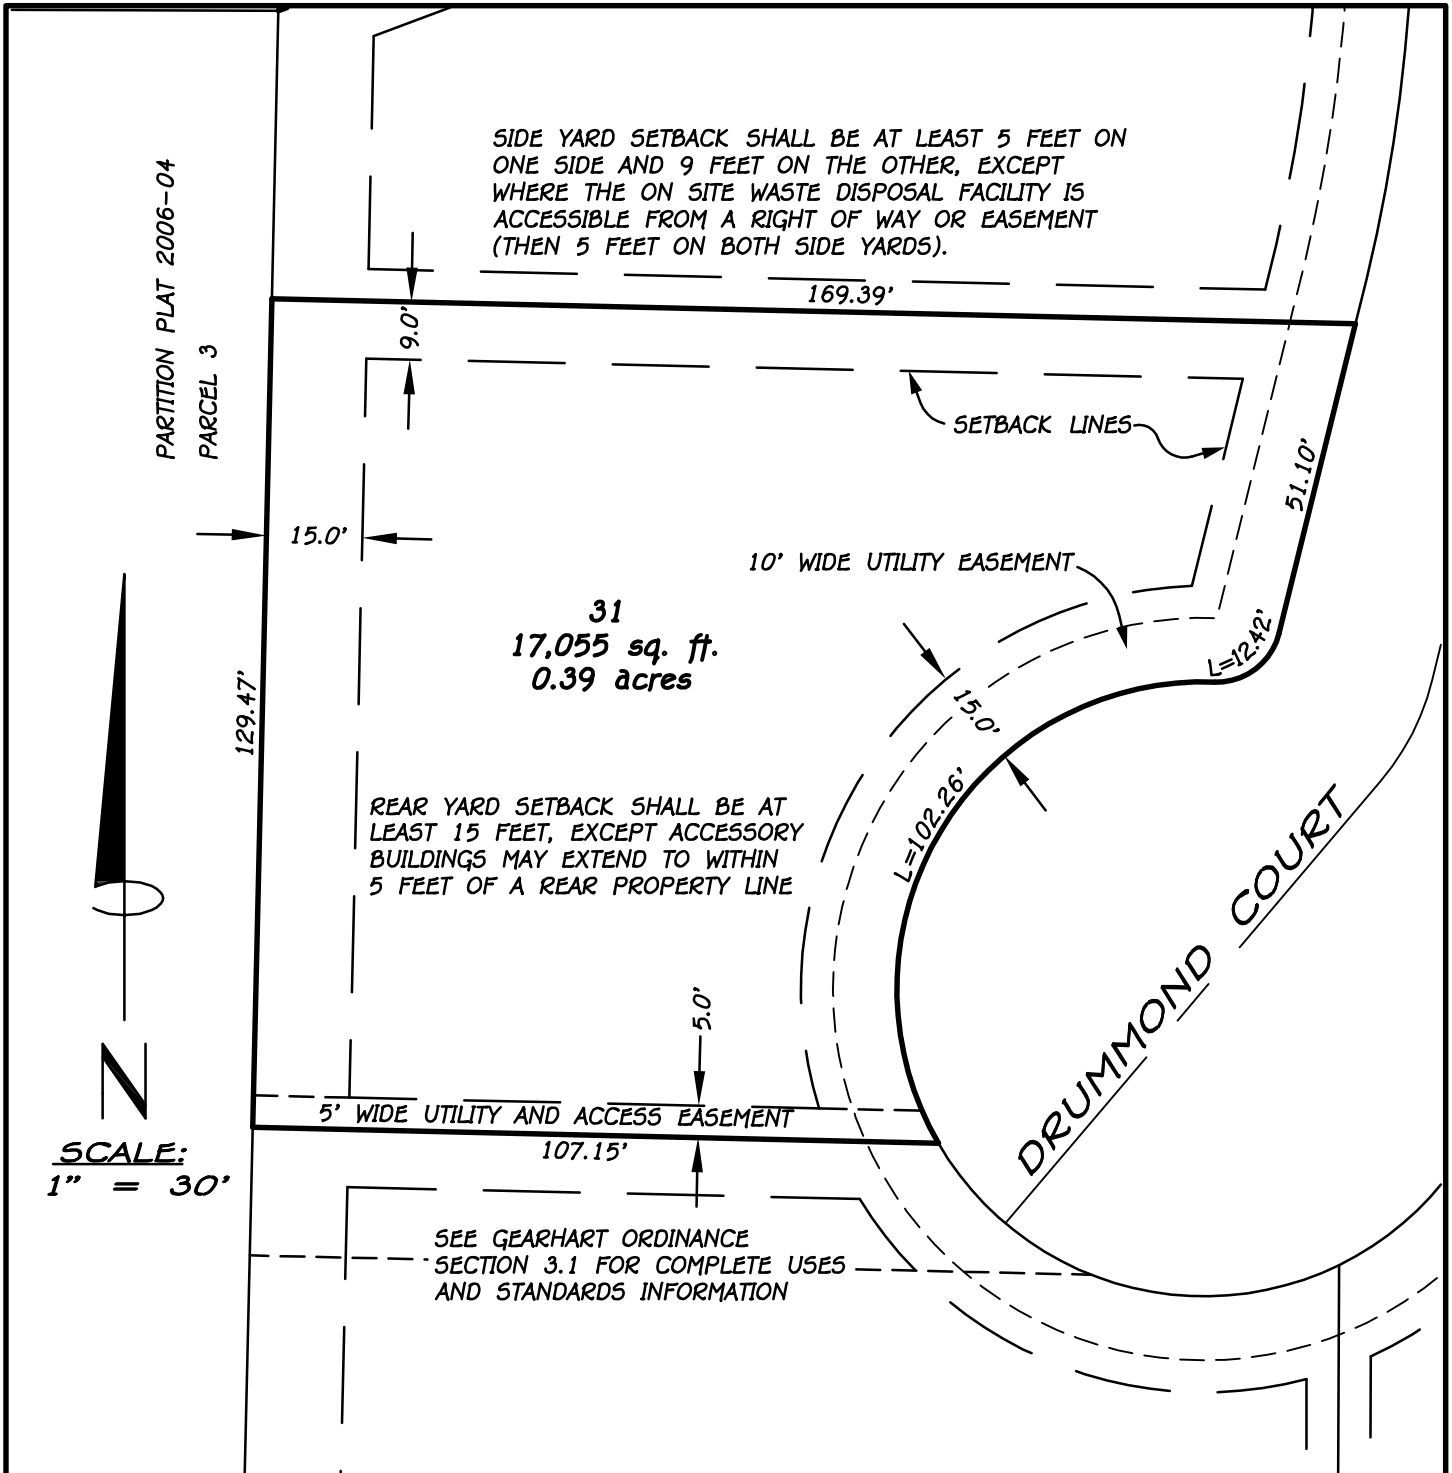 SIDE YARD SETBACK SHALL BE AT LEAST 5 FEET ON
ONE SIDE AND 9 FEET ON THE OTHER, EXCEPT
WHERE THE ON SITE WASTE DISPOSAL FACILITY IS
ACCESSIBLE FROM A RIGHT OF WAY OR EASEMENT
(THEN 5 FEET ON BOTH SIDE YARDS).
PARTITION PLAT 2006-04
PARCEL 3
169.39'
9.0'
SETBACK LINES
51.10'
15.0'
10' WIDE UTILITY EASEMENT
31
17,055 sq. ft.
0.39 acres
L=12.42'
129.47'
15.0'
L=102.26'
REAR YARD SETBACK SHALL BE AT
LEAST 15 FEET, EXCEPT ACCESSORY
BUILDINGS MAY EXTEND TO WITHIN
5 FEET OF A REAR PROPERTY LINE
DRUMMOND COURT
5.0'
5' WIDE UTILITY AND ACCESS EASEMENT
107.15'
N
SCALE:
1" = 30'
SEE GEARHART ORDINANCE
SECTION 3.1 FOR COMPLETE USES
AND STANDARDS INFORMATION